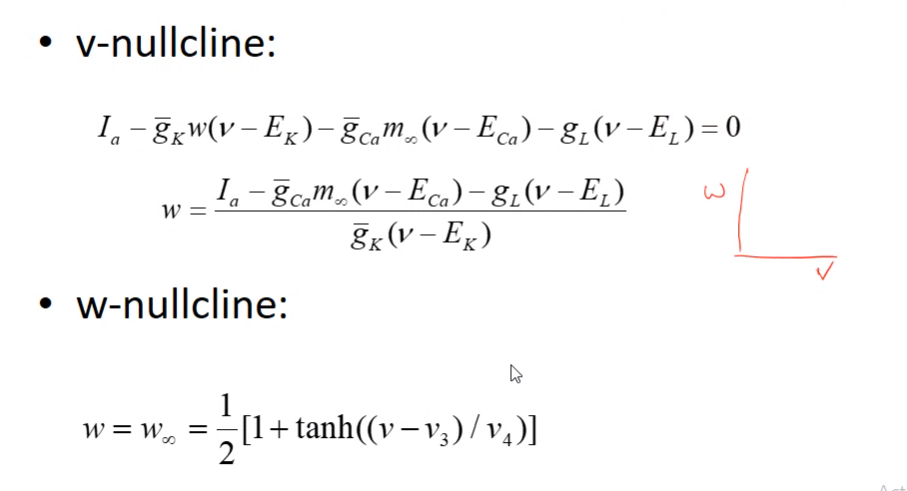 • v-nullcline:
I_a − ḡ_K w(v − E_K) − ḡ_Ca m_∞ (v − E_Ca) − g_L (v − E_L) = 0
w = (I_a − ḡ_Ca m_∞ (v − E_Ca) − g_L (v − E_L)) / (ḡ_K (v − E_K))
w
v
• w-nullcline:
w = w_∞ = 1/2 [1 + tanh((v − v_3) / v_4)]